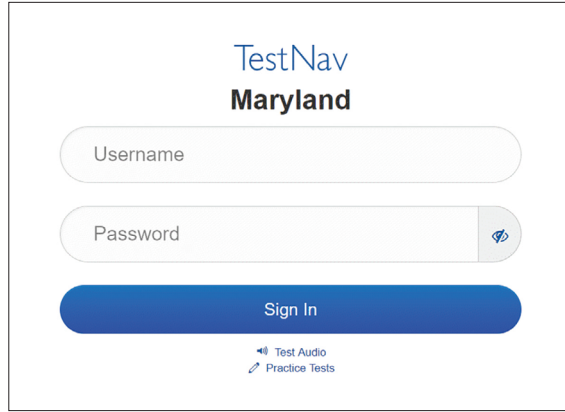 TestNav
Maryland
Username
Password
Sign In
Test Audio
Practice Tests